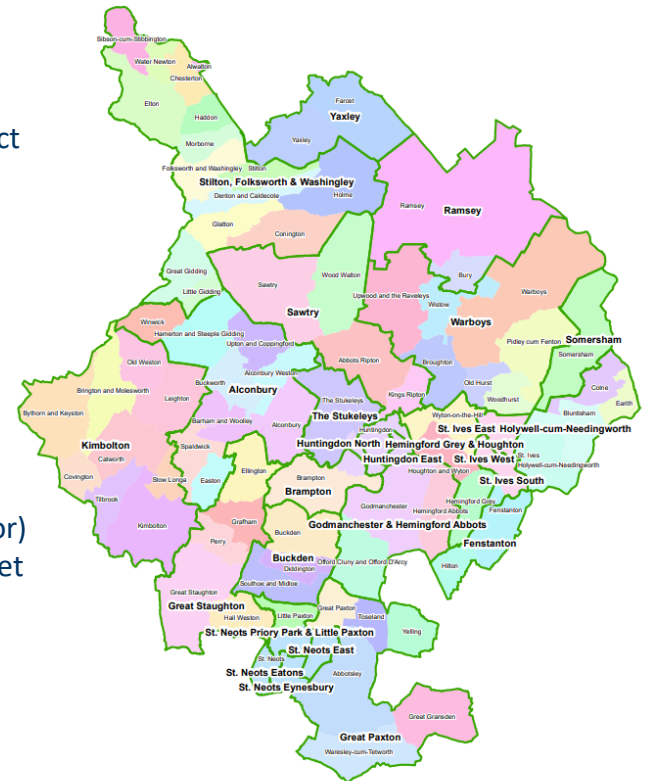 Sibson-cum-Stibbington
Water Newton
Alwalton
Chesterton
Elton
Haddon
Morborne
Farcet
Yaxley
Yaxley
ct
Folksworth and Washingley
Stilton
Stilton, Folksworth & Washingley
Denton and Caldecote
Holme
Glatton
Conington
Ramsey
Ramsey
Great Gidding
Little Gidding
Wood Walton
Sawtry
Sawtry
Upwood and the Raveleys
Bury
Wistow
Warboys
Warboys
Winwick
Hamerton and Steeple Gidding
Upton and Coppingford
Pidley cum Fenton
Somersham
Somersham
Old Weston
Abbots Ripton
Broughton
Alconbury Weston
Buckworth
Old Hurst
Colne
Brington and Molesworth
Leighton
Alconbury
Kings Ripton
Woodhurst
Earith
Bythorn and Keyston
The Stukeleys
The Stukeleys
Wyton-on-the-Hill
Bluntisham
Barham and Woolley
Alconbury
Huntingdon
St. Ives East
Holywell-cum-Needingworth
Kimbolton
Spaldwick
Huntingdon North
Hemingford Grey & Houghton
Catworth
Huntingdon East
St. Ives West
St. Ives
Holywell-cum-Needingworth
Covington
Stow Longa
Easton
Ellington
Brampton
Houghton and Wyton
St. Ives South
Brampton
Tilbrook
Godmanchester
Hemingford Grey
Hemingford Abbots
Fenstanton
Kimbolton
Grafham
Godmanchester & Hemingford Abbots
or)
Perry
Buckden
Fenstanton
Buckden
Offord Cluny and Offord D'Arcy
Hilton
et
Diddington
Southoe and Midloe
Great Staughton
Great Staughton
Hail Weston
Little Paxton
Great Paxton
Toseland
St. Neots Priory Park & Little Paxton
Yelling
St. Neots East
St. Neots
St. Neots Eatons
Abbotsley
St. Neots Eynesbury
Great Gransden
Great Paxton
Waresley-cum-Tetworth